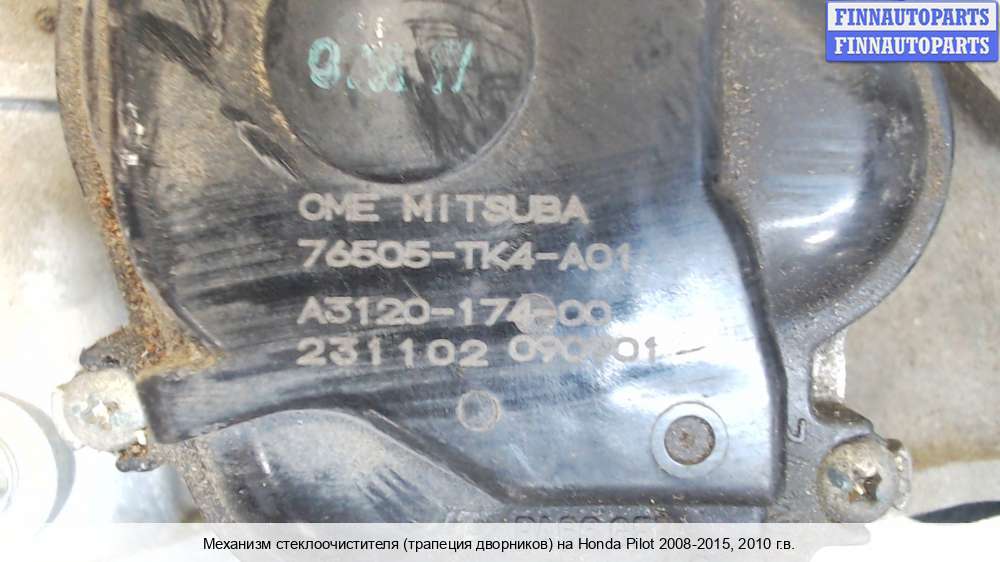 FINNAUTOPARTS
FINNAUTOPARTS
CME MITSUBA
76505-TK4-A01
A3120-174-00
231102
Механизм стеклоочистителя (трапеция дворников) на Honda Pilot 2008-2015, 2010 г.в.